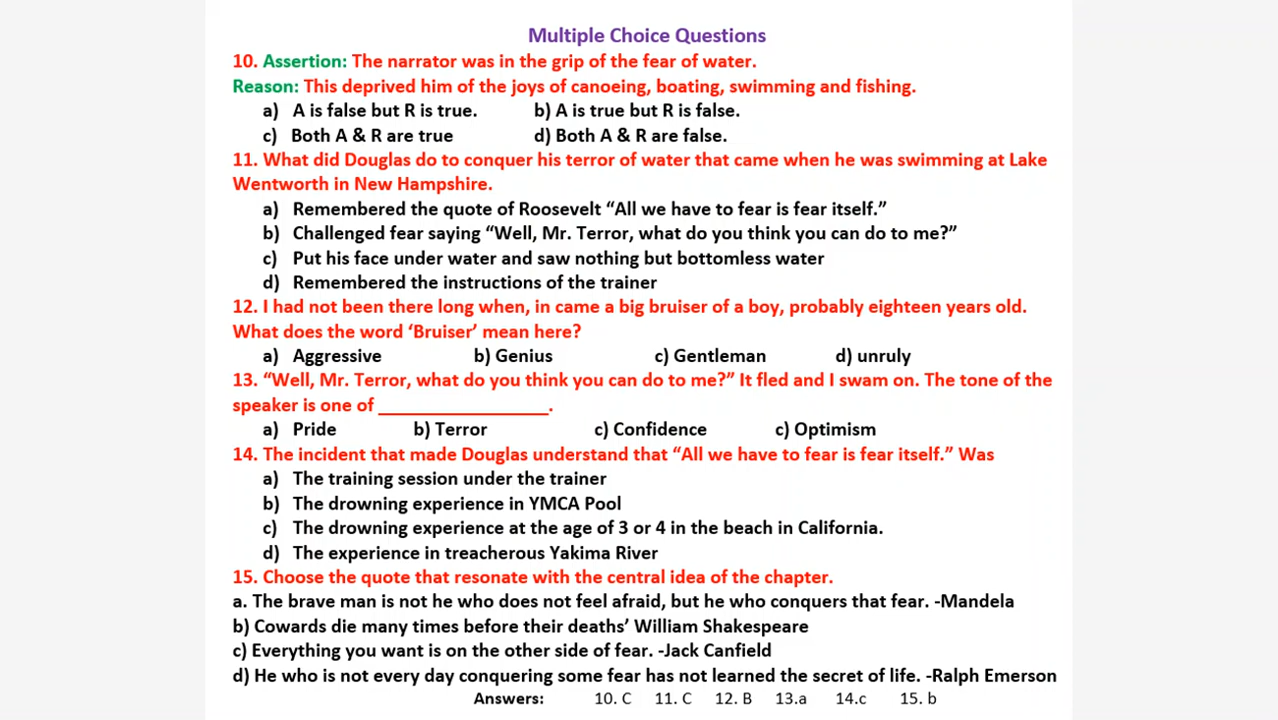 Multiple Choice Questions
10. Assertion: The narrator was in the grip of the fear of water.
Reason: This deprived him of the joys of canoeing, boating, swimming and fishing.
a) A is false but R is true. b) A is true but R is false.
c) Both A & R are true d) Both A & R are false.
11. What did Douglas do to conquer his terror of water that came when he was swimming at Lake
Wentworth in New Hampshire.
a) Remembered the quote of Roosevelt “All we have to fear is fear itself.”
b) Challenged fear saying “Well, Mr. Terror, what do you think you can do to me?”
c) Put his face under water and saw nothing but bottomless water
d) Remembered the instructions of the trainer
12. I had not been there long when, in came a big bruiser of a boy, probably eighteen years old.
What does the word ‘Bruiser’ mean here?
a) Aggressive b) Genius c) Gentleman d) unruly
13. “Well, Mr. Terror, what do you think you can do to me?” It fled and I swam on. The tone of the
speaker is one of _________________.
a) Pride b) Terror c) Confidence c) Optimism
14. The incident that made Douglas understand that “All we have to fear is fear itself.” Was
a) The training session under the trainer
b) The drowning experience in YMCA Pool
c) The drowning experience at the age of 3 or 4 in the beach in California.
d) The experience in treacherous Yakima River
15. Choose the quote that resonate with the central idea of the chapter.
a. The brave man is not he who does not feel afraid, but he who conquers that fear. -Mandela
b) Cowards die many times before their deaths’ William Shakespeare
c) Everything you want is on the other side of fear. -Jack Canfield
d) He who is not every day conquering some fear has not learned the secret of life. -Ralph Emerson
Answers: 10. C 11. C 12. B 13.a 14.c 15. b